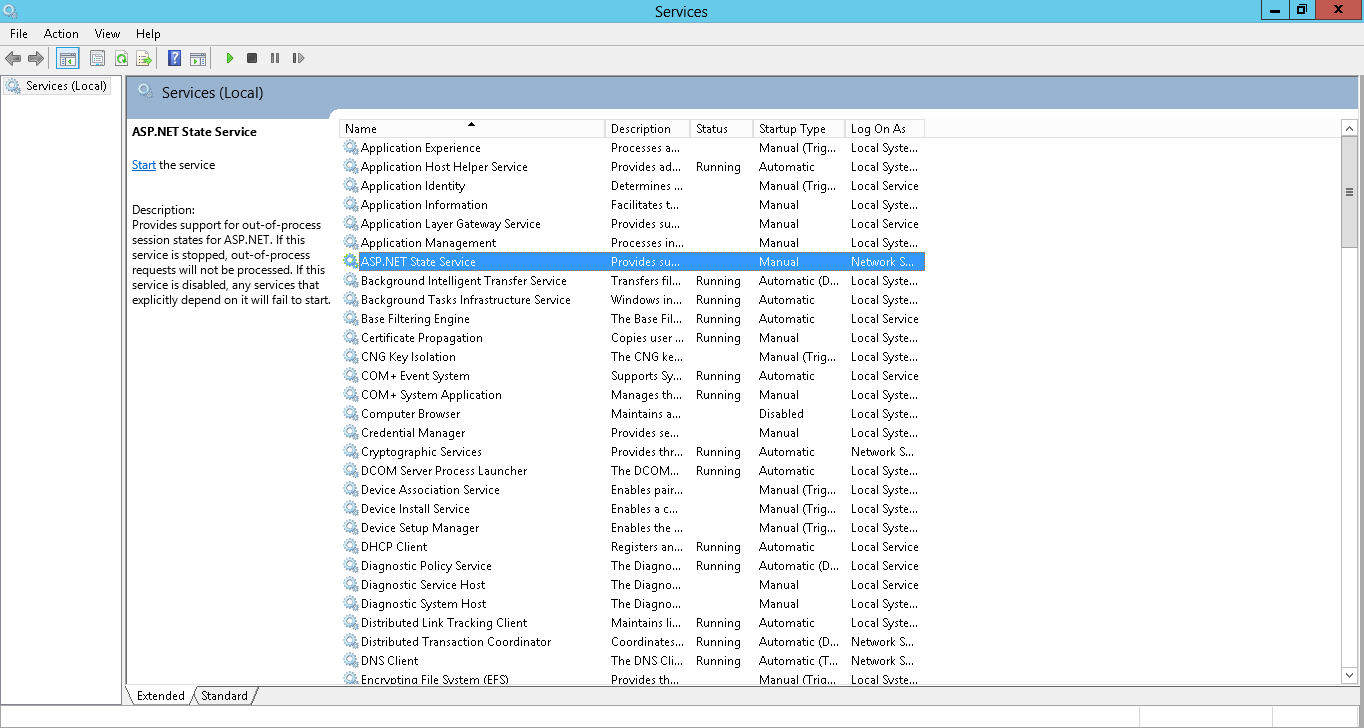 Services
File Action View Help
Services (Local)
Services (Local)
ASP.NET State Service
Start the service
Description:
Provides support for out-of-process
session states for ASP.NET. If this
service is stopped, out-of-process
requests will not be processed. If this
service is disabled, any services that
explicitly depend on it will fail to start.
Name Description Status Startup Type Log On As
Application Experience Processes a... Manual (Trig... Local Syste...
Application Host Helper Service Provides ad... Running Automatic Local Syste...
Application Identity Determines ... Manual (Trig... Local Service
Application Information Facilitates t... Manual Local Syste...
Application Layer Gateway Service Provides su... Manual Local Service
Application Management Processes in... Manual Local Syste...
ASP.NET State Service Provides su... Manual Network S...
Background Intelligent Transfer Service Transfers fil... Running Automatic (D... Local Syste...
Background Tasks Infrastructure Service Windows in... Running Automatic Local Syste...
Base Filtering Engine The Base Fil... Running Automatic Local Service
Certificate Propagation Copies user ... Running Manual Local Syste...
CNG Key Isolation The CNG ke... Manual (Trig... Local Syste...
COM+ Event System Supports Sy... Running Automatic Local Service
COM+ System Application Manages th... Running Manual Local Syste...
Computer Browser Maintains a... Disabled Local Syste...
Credential Manager Provides se... Manual Local Syste...
Cryptographic Services Provides thr... Running Automatic Network S...
DCOM Server Process Launcher The DCOM... Running Automatic Local Syste...
Device Association Service Enables pair... Manual (Trig... Local Syste...
Device Install Service Enables a c... Manual (Trig... Local Syste...
Device Setup Manager Enables the ... Manual (Trig... Local Syste...
DHCP Client Registers an... Running Automatic Local Service
Diagnostic Policy Service The Diagno... Running Automatic (D... Local Service
Diagnostic Service Host The Diagno... Manual Local Service
Diagnostic System Host The Diagno... Manual Local Syste...
Distributed Link Tracking Client Maintains li... Running Automatic Local Syste...
Distributed Transaction Coordinator Coordinates... Running Automatic (D... Network S...
DNS Client The DNS Cli... Running Automatic (T... Network S...
Encrypting File System (EFS) Provides th... Manual (Trig... Local Syste...
Extended Standard